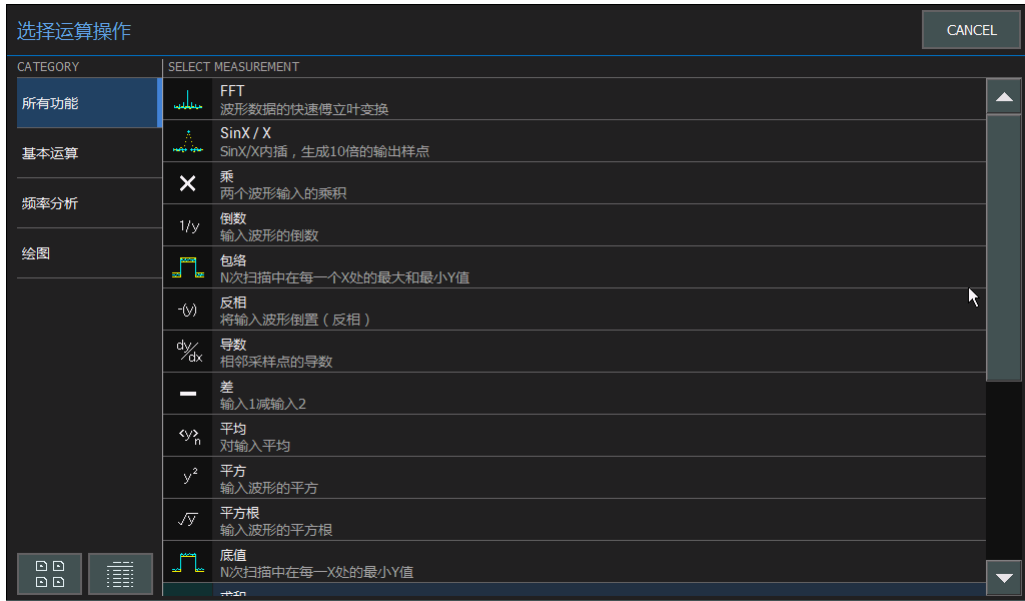 选择运算操作
CANCEL
CATEGORY
SELECT MEASUREMENT
所有功能
基本运算
频率分析
绘图
FFT
波形数据的快速傅立叶变换
SinX / X
SinX/X内插，生成10倍的输出样点
乘
两个波形输入的乘积
1/y
倒数
输入波形的倒数
包络
N次扫描中在每一个X处的最大和最小Y值
-(y)
反相
将输入波形倒置（反相）
dy/dx
导数
相邻采样点的导数
差
输入1减输入2
<y>n
平均
对输入平均
y²
平方
输入波形的平方
√y
平方根
输入波形的平方根
底值
N次扫描中在每一X处的最小Y值
求和